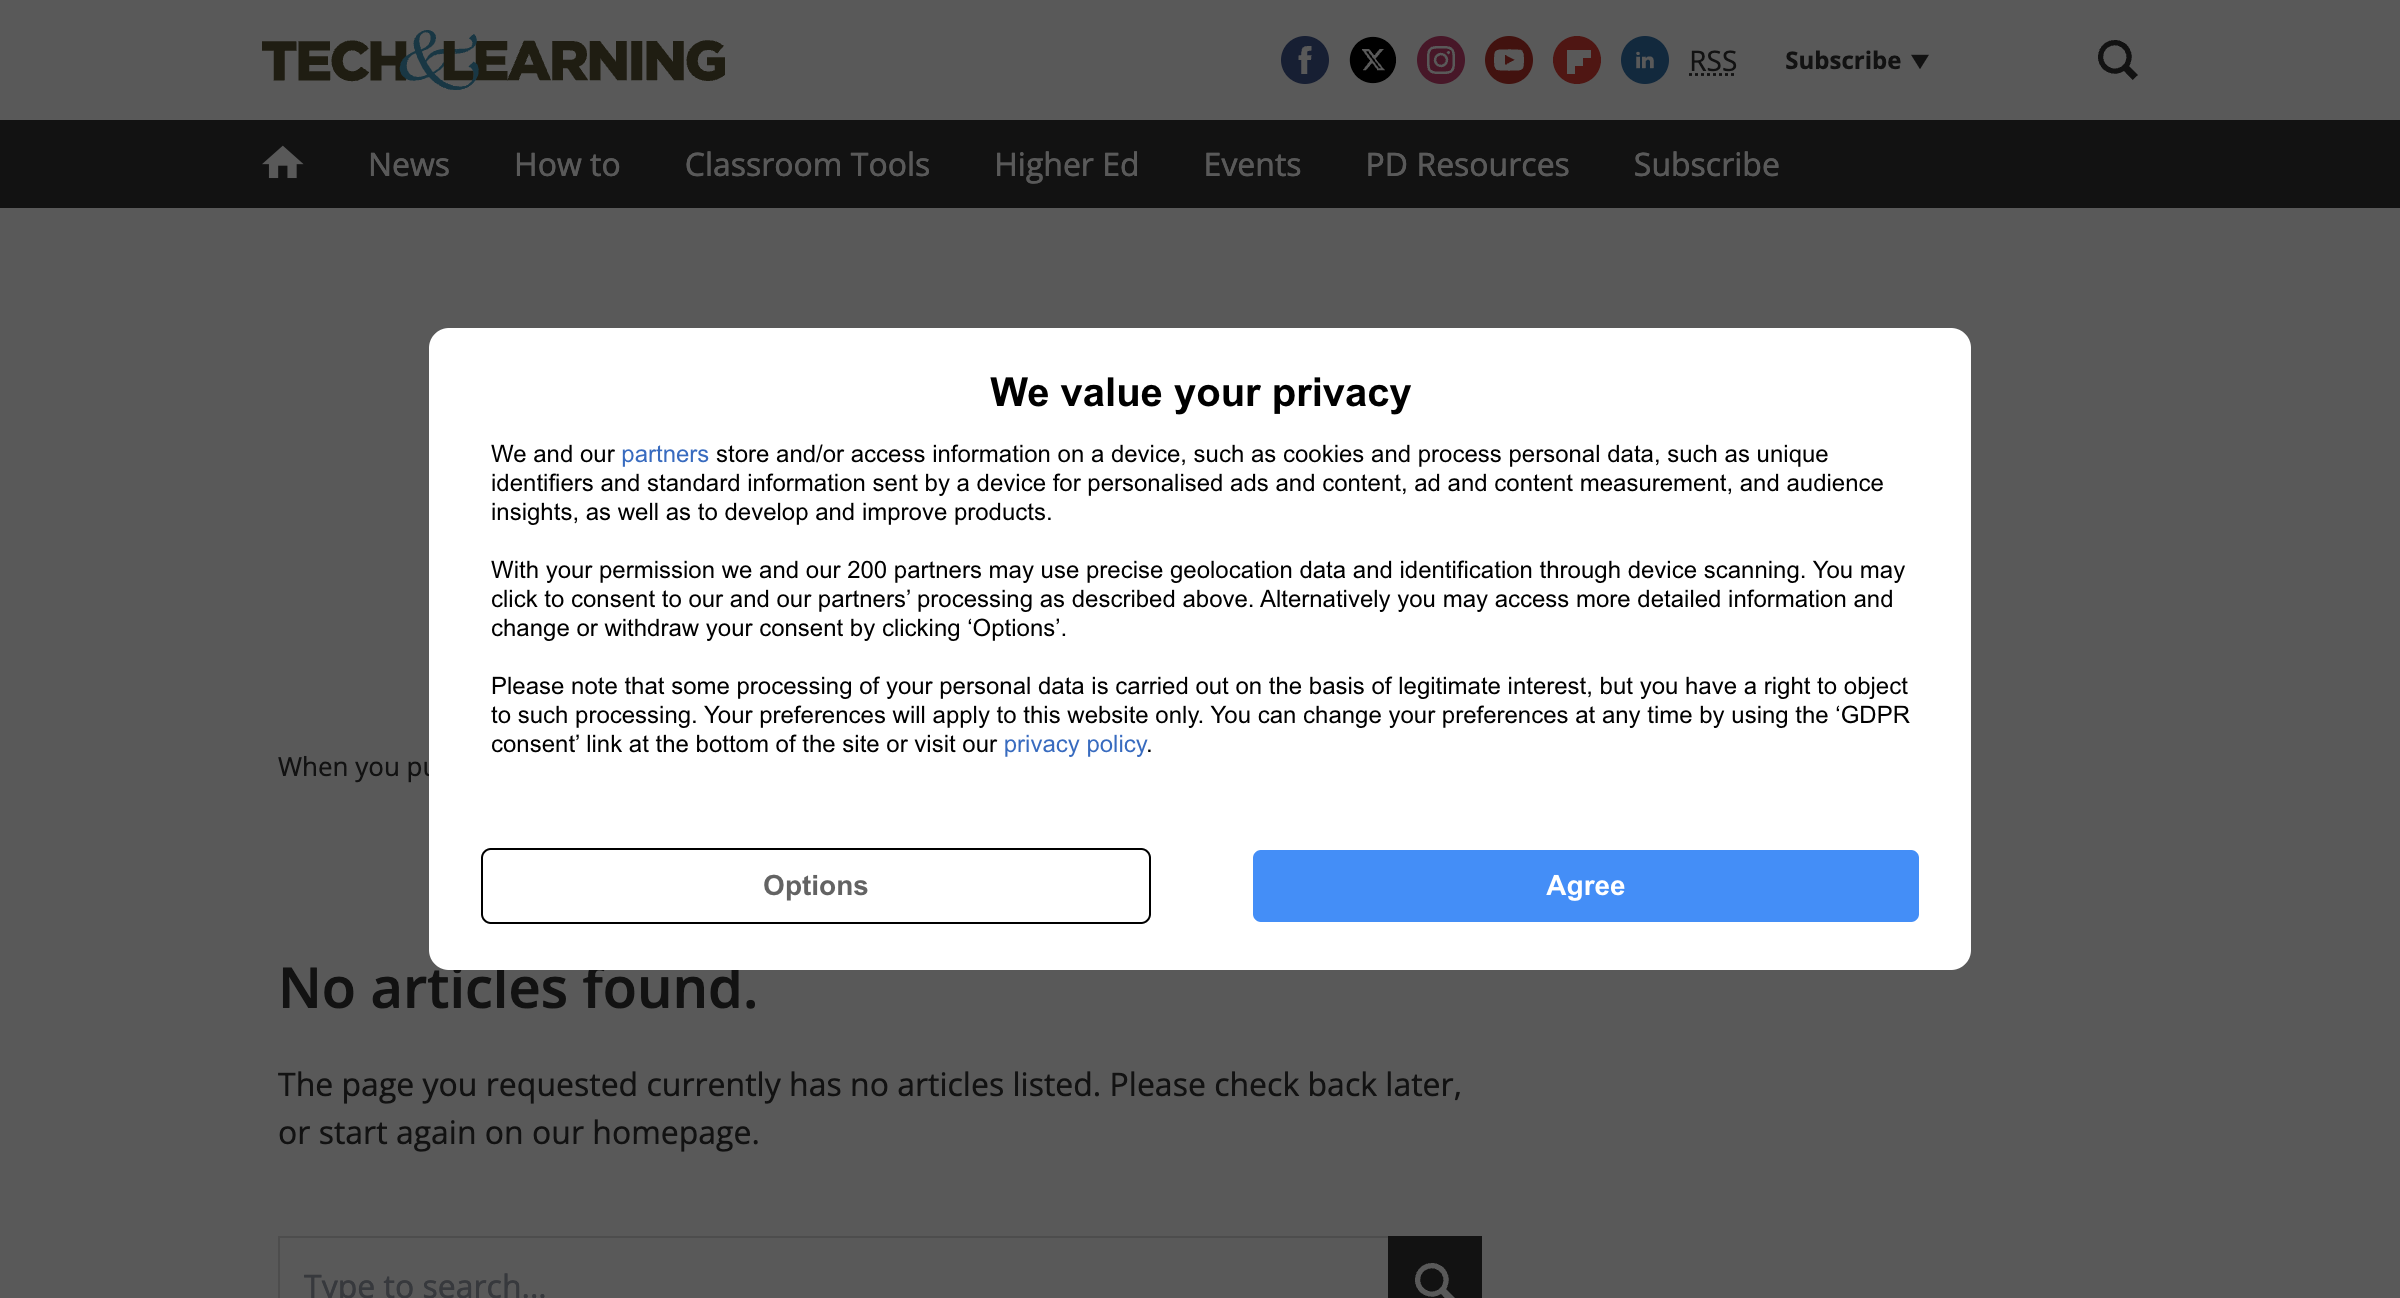 TECH&LEARNING
RSS
Subscribe ▼
News
How to
Classroom Tools
Higher Ed
Events
PD Resources
Subscribe
We value your privacy
We and our partners store and/or access information on a device, such as cookies and process personal data, such as unique
identifiers and standard information sent by a device for personalised ads and content, ad and content measurement, and audience
insights, as well as to develop and improve products.
With your permission we and our 200 partners may use precise geolocation data and identification through device scanning. You may
click to consent to our and our partners’ processing as described above. Alternatively you may access more detailed information and
change or withdraw your consent by clicking ‘Options’.
Please note that some processing of your personal data is carried out on the basis of legitimate interest, but you have a right to object
to such processing. Your preferences will apply to this website only. You can change your preferences at any time by using the ‘GDPR
consent’ link at the bottom of the site or visit our privacy policy.
When you
Options
Agree
No articles found.
The page you requested currently has no articles listed. Please check back later,
or start again on our homepage.
Type to search...